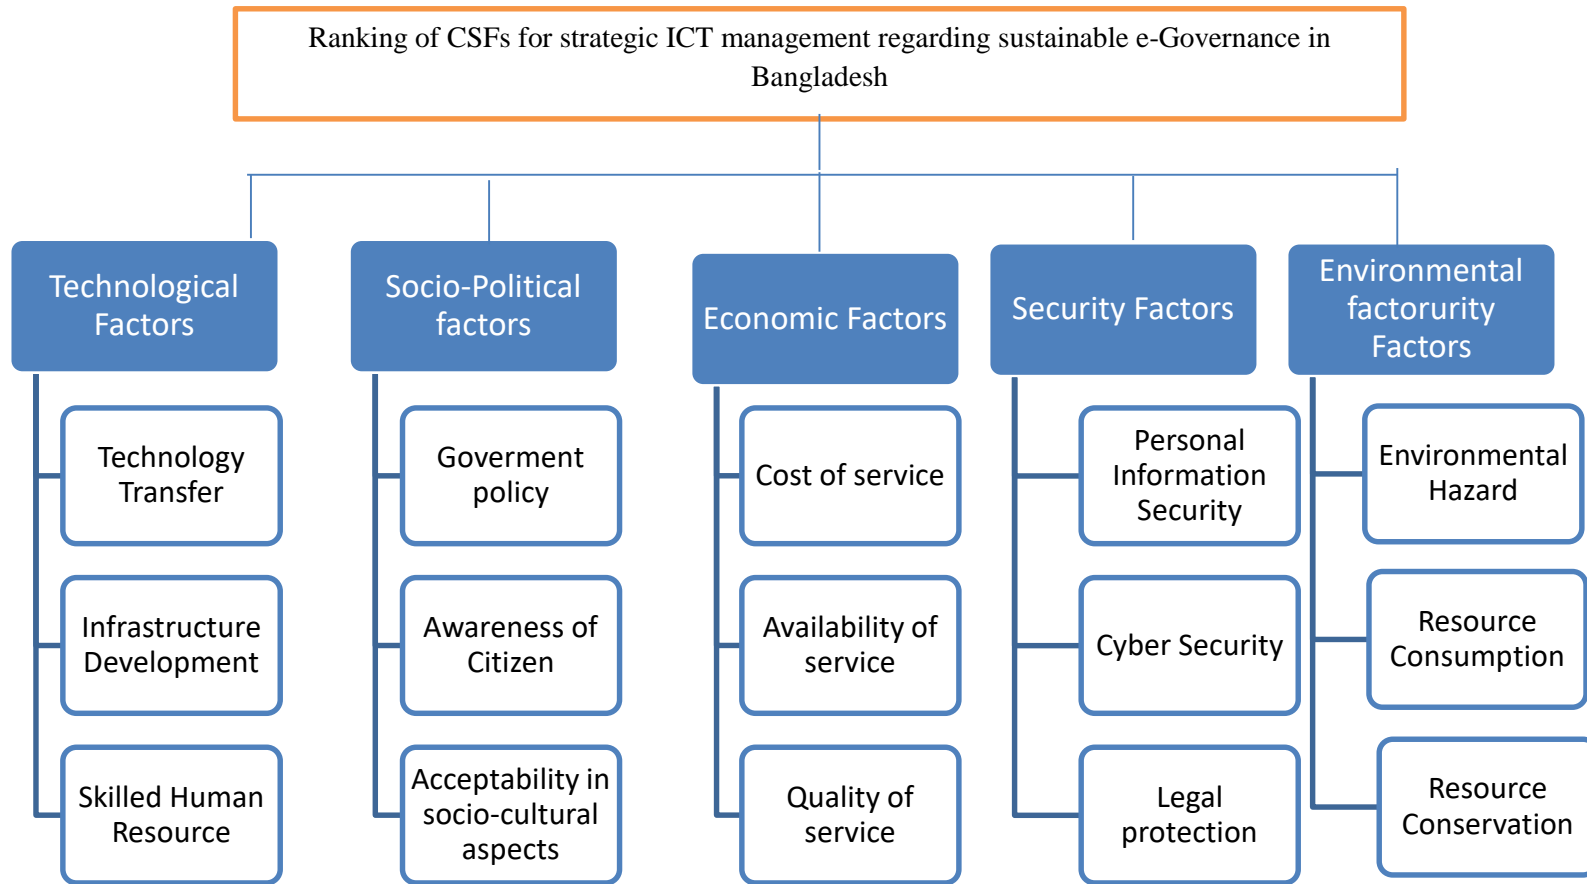 Ranking of CSFs for strategic ICT management regarding sustainable e-Governance in
Bangladesh
Technological
Factors
Socio-Political
factors
Economic Factors
Security Factors
Environmental
factorurity
Factors
Technology
Transfer
Goverment
policy
Cost of service
Personal
Information
Security
Environmental
Hazard
Infrastructure
Development
Awareness of
Citizen
Availability of
service
Cyber Security
Resource
Consumption
Skilled Human
Resource
Acceptability in
socio-cultural
aspects
Quality of
service
Legal
protection
Resource
Conservation